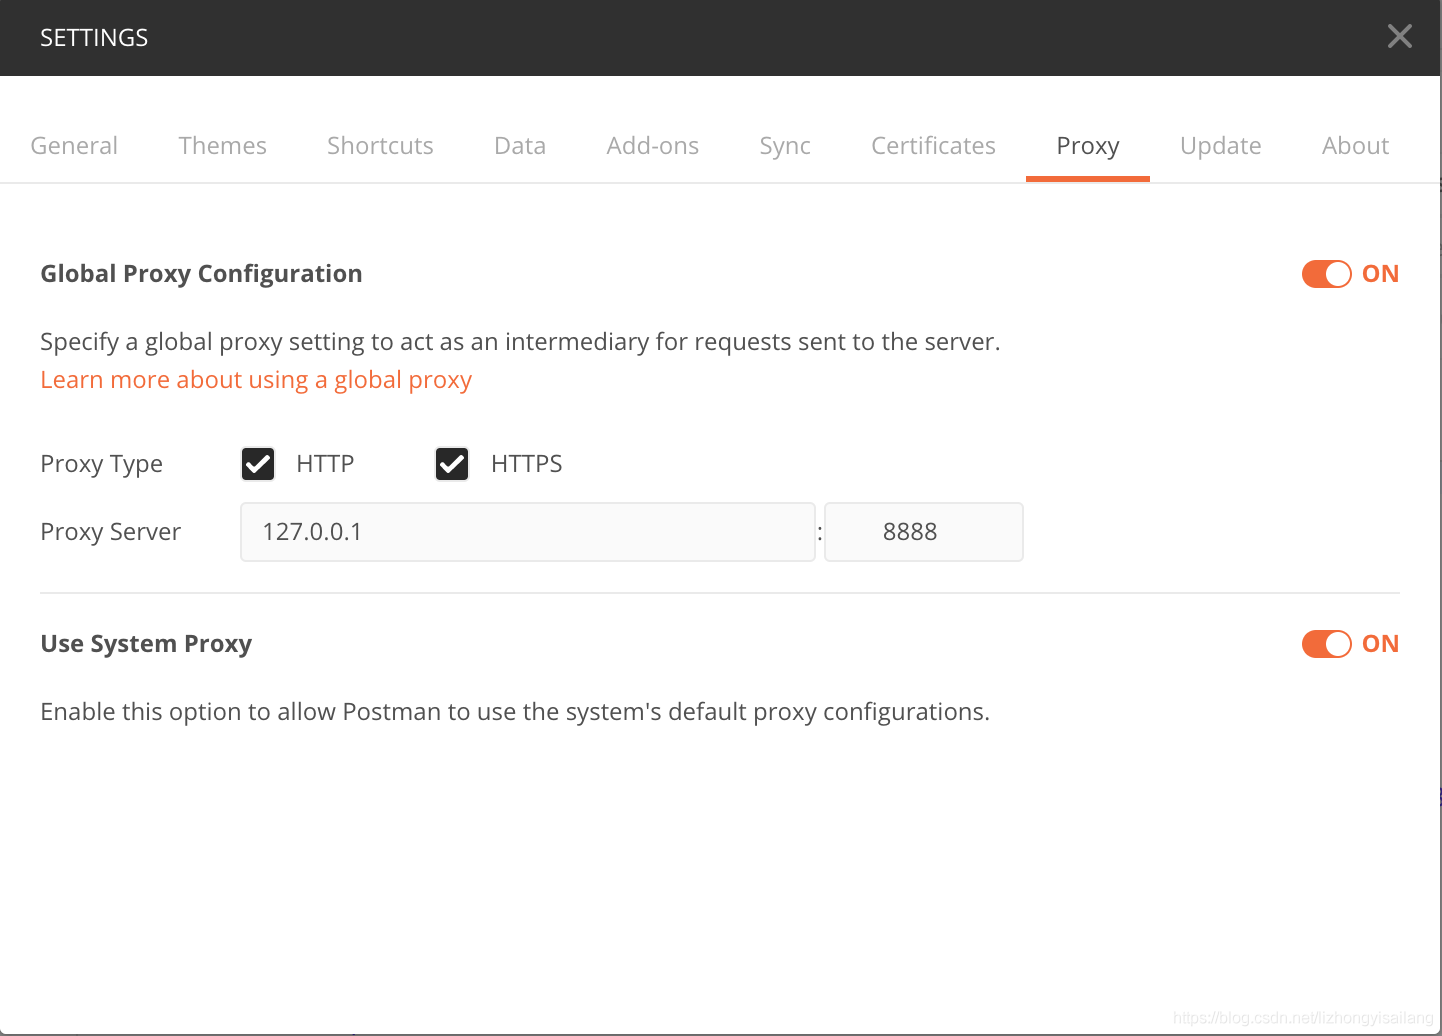 SETTINGS
General Themes Shortcuts Data Add-ons Sync Certificates Proxy Update About
Global Proxy Configuration ON
Specify a global proxy setting to act as an intermediary for requests sent to the server.
Learn more about using a global proxy
Proxy Type HTTP HTTPS
Proxy Server 127.0.0.1 : 8888
Use System Proxy ON
Enable this option to allow Postman to use the system's default proxy configurations.
https://blog.csdn.net/lizhongyisailang